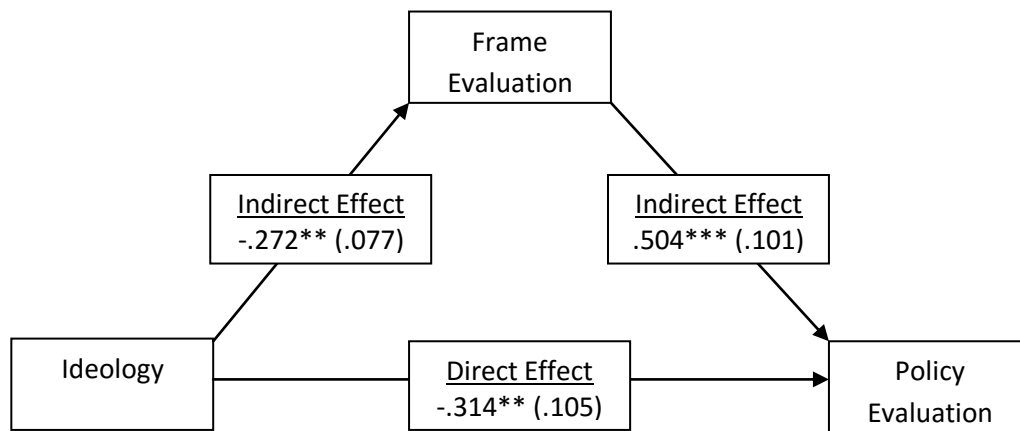 Frame
Evaluation
Indirect Effect
-.272** (.077)
Indirect Effect
.504*** (.101)
Ideology
Direct Effect
-.314** (.105)
Policy
Evaluation